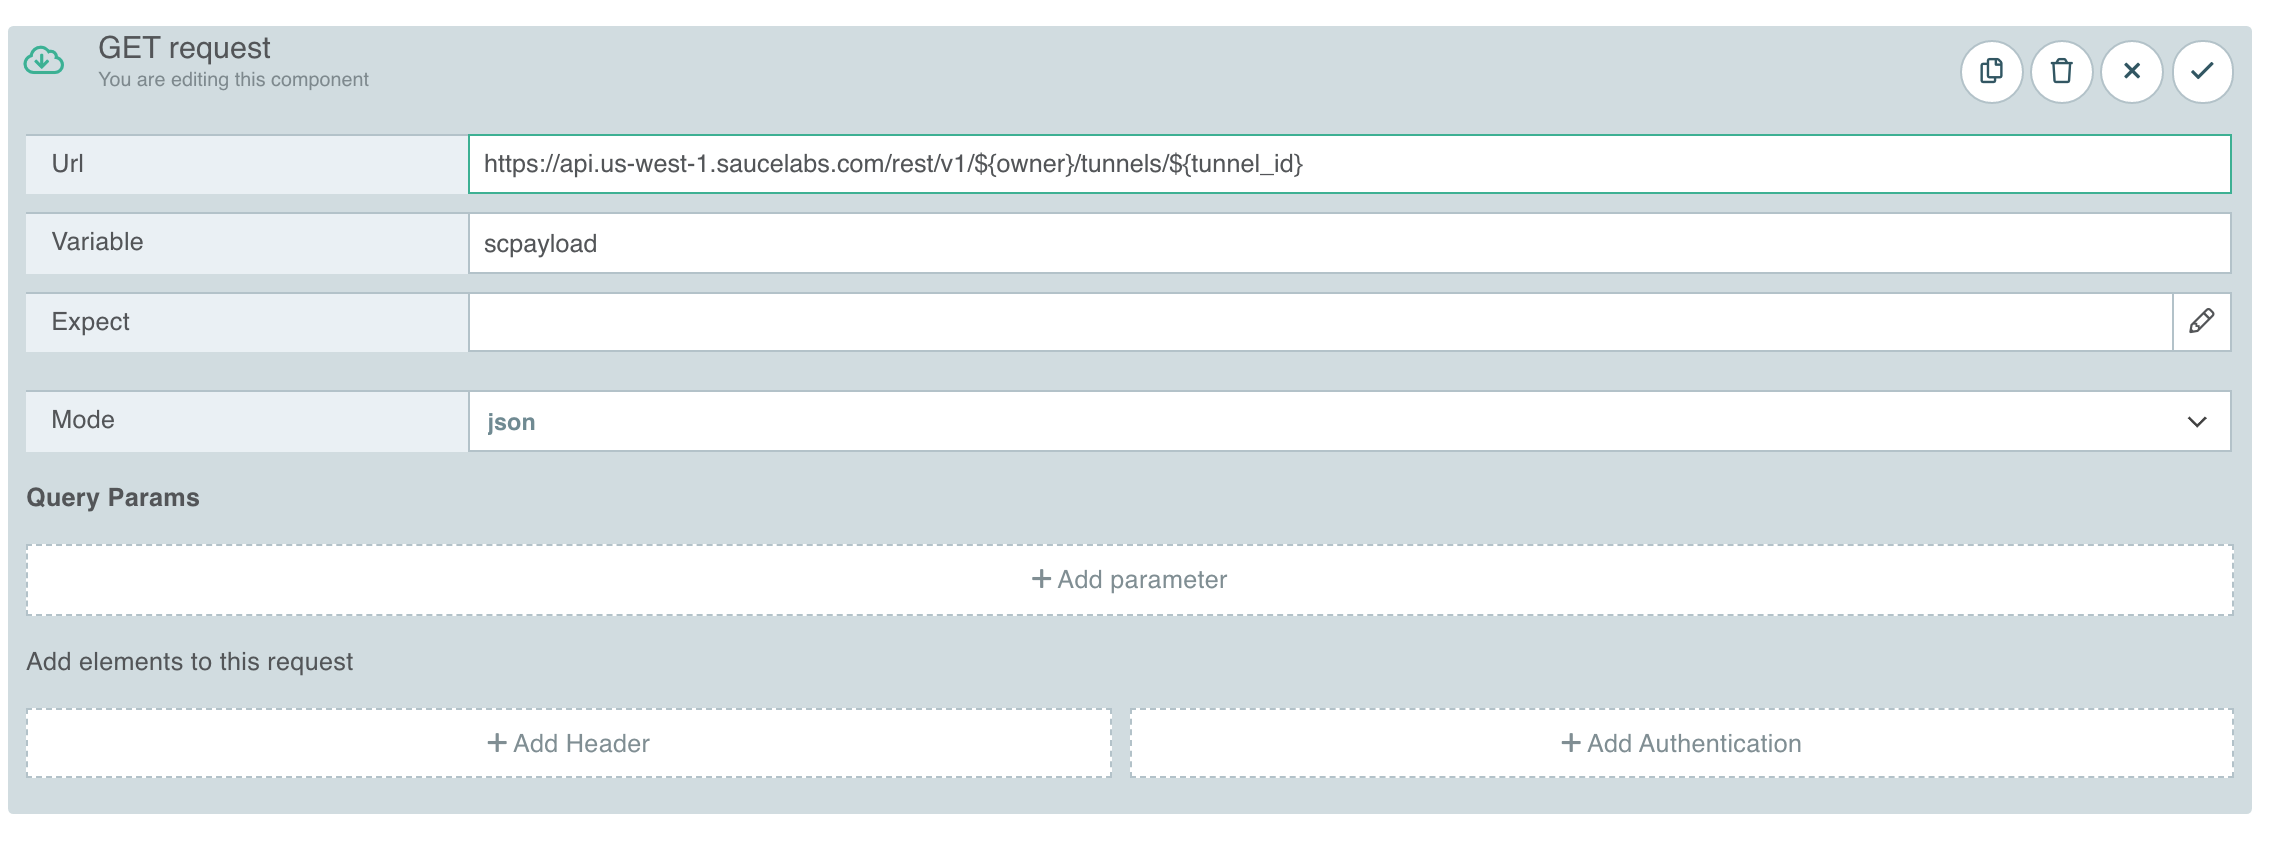 GET request
You are editing this component
Url
https://api.us-west-1.saucelabs.com/rest/v1/${owner}/tunnels/${tunnel_id}
Variable
scpayload
Expect
Mode
json
Query Params
+ Add parameter
Add elements to this request
+ Add Header
+ Add Authentication